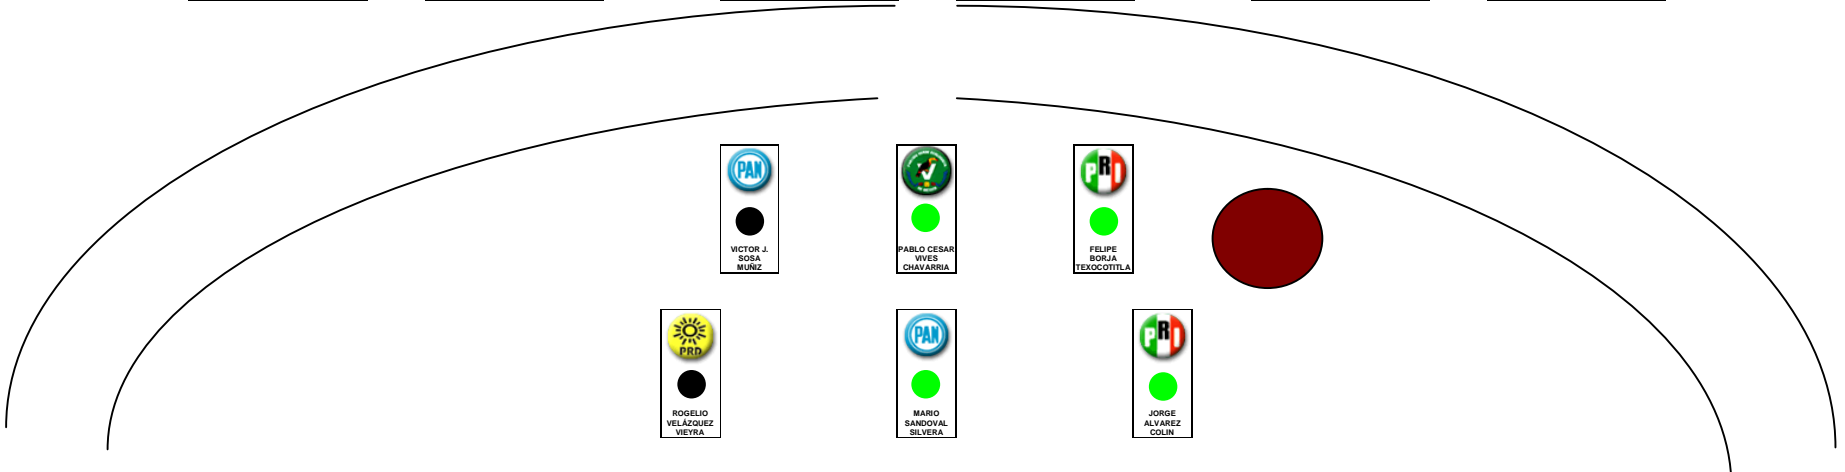 PAN
VICTOR J.
SOSA
MUÑIZ
PABLO CESAR
VIVES
CHAVARRIA
PRI
FELIPE
BORJA
TEXOCOTITLA
PRD
ROGELIO
VELÁZQUEZ
VIEYRA
PAN
MARIO
SANDOVAL
SILVERA
PRI
JORGE
ALVAREZ
COLIN